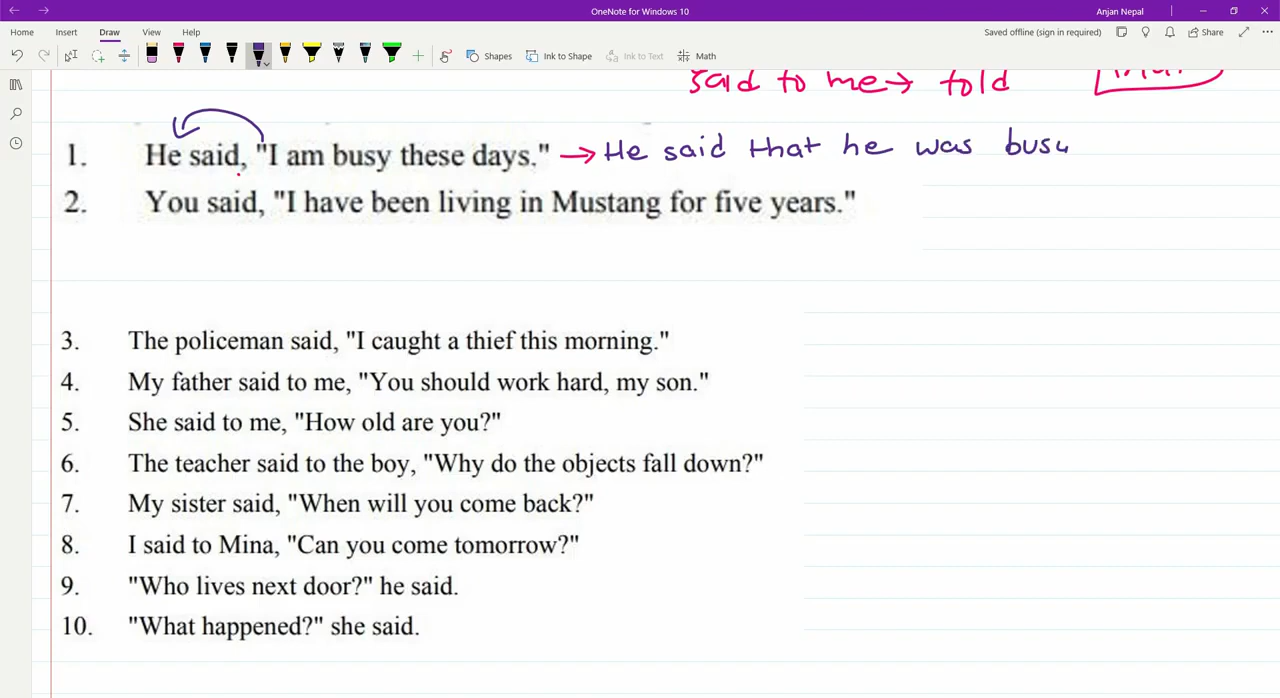 OneNote for Windows 10
Anjan Nepal
Home Insert Draw View Help
Saved offline (sign in required)
Share
Shapes
Ink to Shape
Ink to Text
Math
said to me → told
1. He said, "I am busy these days." → He said that he was busy
2. You said, "I have been living in Mustang for five years."
3. The policeman said, "I caught a thief this morning."
4. My father said to me, "You should work hard, my son."
5. She said to me, "How old are you?"
6. The teacher said to the boy, "Why do the objects fall down?"
7. My sister said, "When will you come back?"
8. I said to Mina, "Can you come tomorrow?"
9. "Who lives next door?" he said.
10. "What happened?" she said.